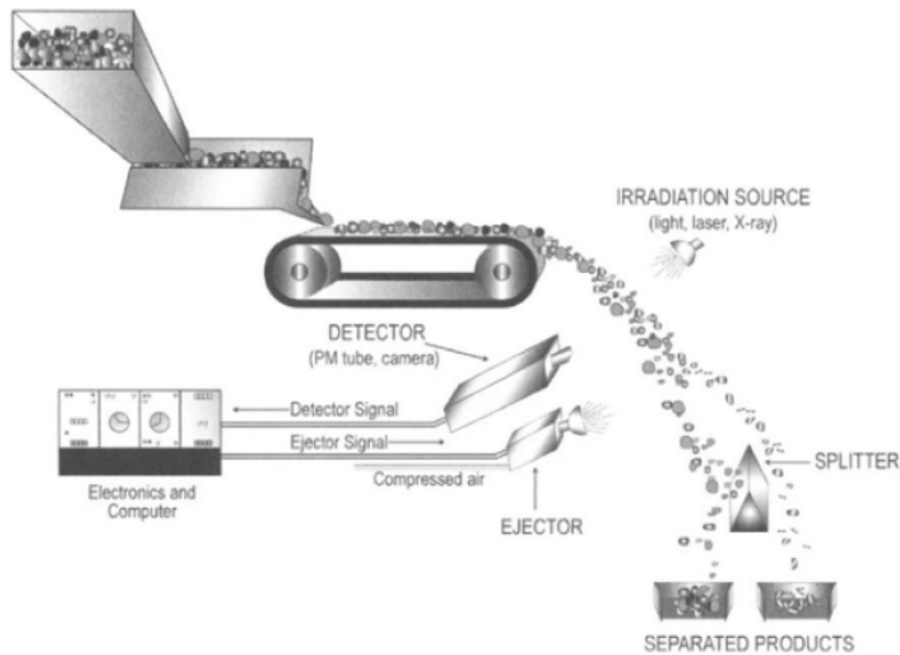 IRRADIATION SOURCE
(light, laser, X-ray)
DETECTOR
(PM tube, camera)
Detector Signal
Ejector Signal
Compressed air
Electronics and
Computer
EJECTOR
SPLITTER
SEPARATED PRODUCTS